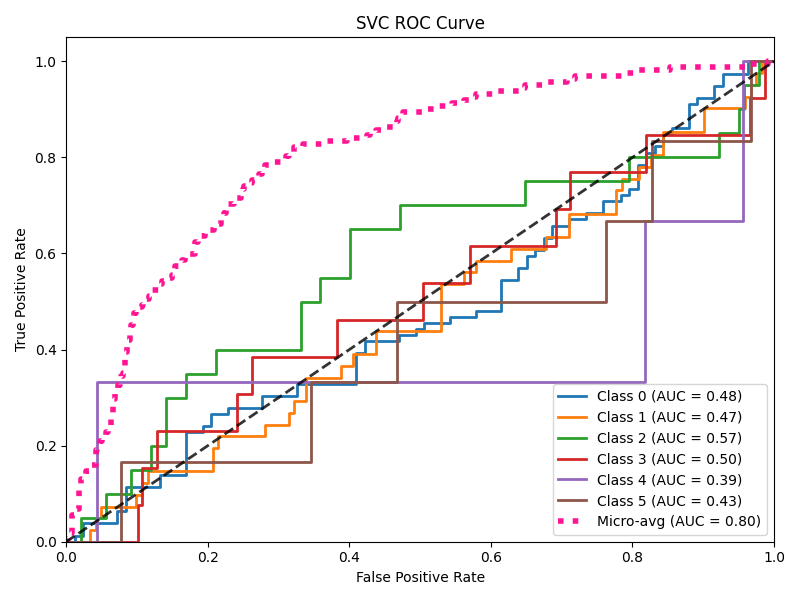 SVC ROC Curve
True Positive Rate
1.0
0.8
0.6
0.4
0.2
0.0
0.0 0.2 0.4 0.6 0.8 1.0
False Positive Rate
Class 0 (AUC = 0.48)
Class 1 (AUC = 0.47)
Class 2 (AUC = 0.57)
Class 3 (AUC = 0.50)
Class 4 (AUC = 0.39)
Class 5 (AUC = 0.43)
Micro-avg (AUC = 0.80)